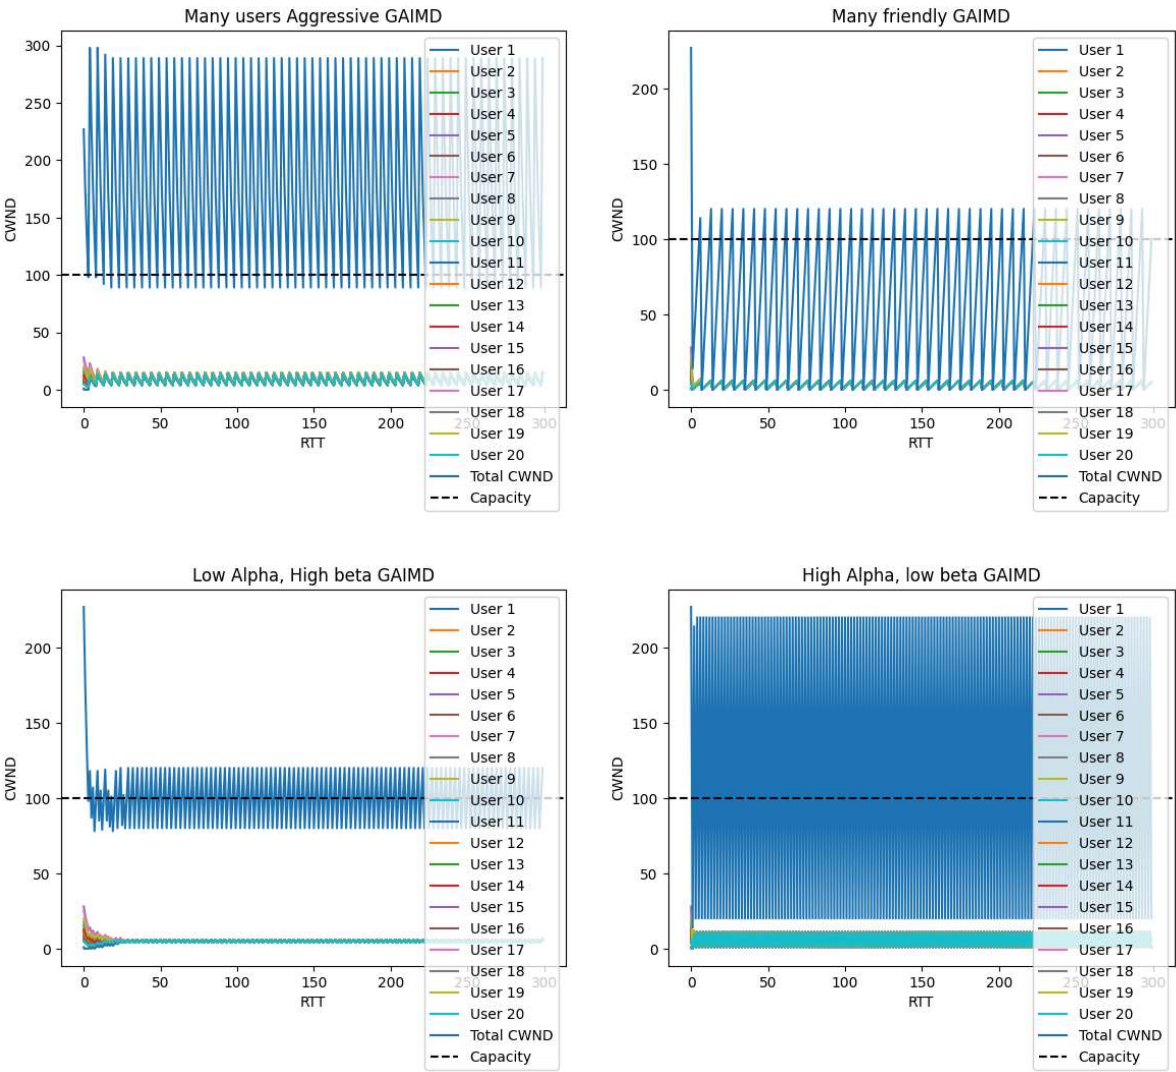 Many users Aggressive GAIMD
300
250
200
150
100
50
0
CWND
0
50
100
150
200
250
300
RTT
User 1
User 2
User 3
User 4
User 5
User 6
User 7
User 8
User 9
User 10
User 11
User 12
User 13
User 14
User 15
User 16
User 17
User 18
User 19
User 20
Total CWND
Capacity
Many friendly GAIMD
200
150
100
50
0
CWND
0
50
100
150
200
250
300
RTT
User 1
User 2
User 3
User 4
User 5
User 6
User 7
User 8
User 9
User 10
User 11
User 12
User 13
User 14
User 15
User 16
User 17
User 18
User 19
User 20
Total CWND
Capacity
Low Alpha, High beta GAIMD
200
150
100
50
0
CWND
0
50
100
150
200
250
300
RTT
User 1
User 2
User 3
User 4
User 5
User 6
User 7
User 8
User 9
User 10
User 11
User 12
User 13
User 14
User 15
User 16
User 17
User 18
User 19
User 20
Total CWND
Capacity
High Alpha, low beta GAIMD
200
150
100
50
0
CWND
0
50
100
150
200
250
300
RTT
User 1
User 2
User 3
User 4
User 5
User 6
User 7
User 8
User 9
User 10
User 11
User 12
User 13
User 14
User 15
User 16
User 17
User 18
User 19
User 20
Total CWND
Capacity